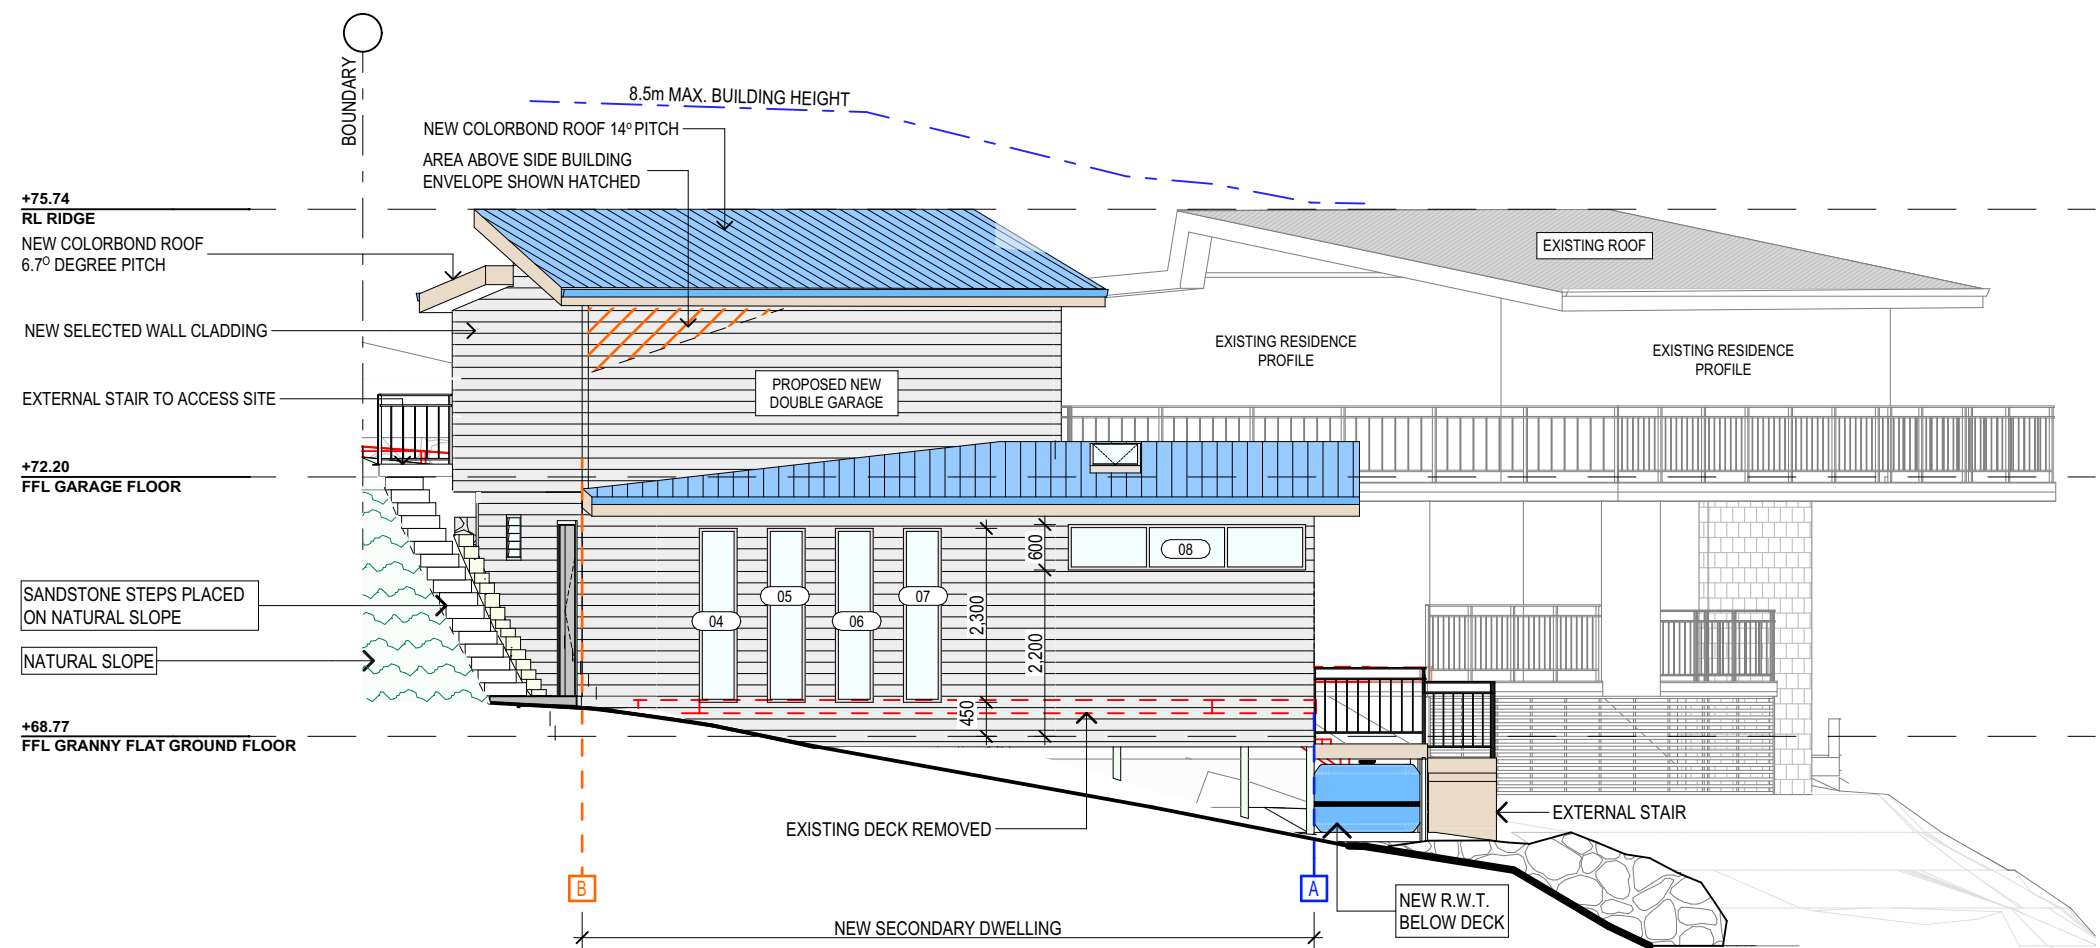 BOUNDARY
8.5m MAX. BUILDING HEIGHT
NEW COLORBOND ROOF 14º PITCH
AREA ABOVE SIDE BUILDING
ENVELOPE SHOWN HATCHED
+75.74
RL RIDGE
NEW COLORBOND ROOF
6.7⁰ DEGREE PITCH
EXISTING ROOF
NEW SELECTED WALL CLADDING
EXISTING RESIDENCE
PROFILE
EXISTING RESIDENCE
PROFILE
PROPOSED NEW
DOUBLE GARAGE
EXTERNAL STAIR TO ACCESS SITE
+72.20
FFL GARAGE FLOOR
600
08
05
07
2,300
04
06
SANDSTONE STEPS PLACED
ON NATURAL SLOPE
2,200
NATURAL SLOPE
450
+68.77
FFL GRANNY FLAT GROUND FLOOR
EXISTING DECK REMOVED
EXTERNAL STAIR
B
A
NEW R.W.T.
BELOW DECK
NEW SECONDARY DWELLING